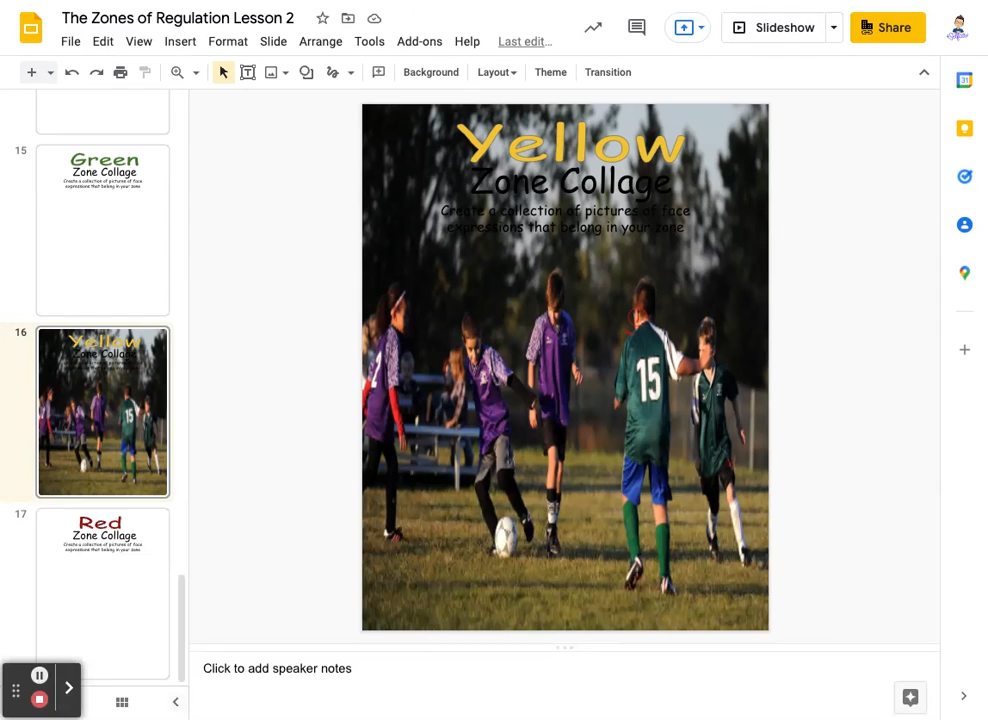 The Zones of Regulation Lesson 2
File Edit View Insert Format Slide Arrange Tools Add-ons Help Last edit...
Slideshow
Share
Background Layout Theme Transition
15
Green
Zone Collage
Create a collection of pictures of face
expressions that belong in your zone
16
Yellow
Zone Collage
17
Red
Zone Collage
Create a collection of pictures of face
expressions that belong in your zone
Yellow
Zone Collage
Create a collection of pictures of face
expressions that belong in your zone
15
Click to add speaker notes
31